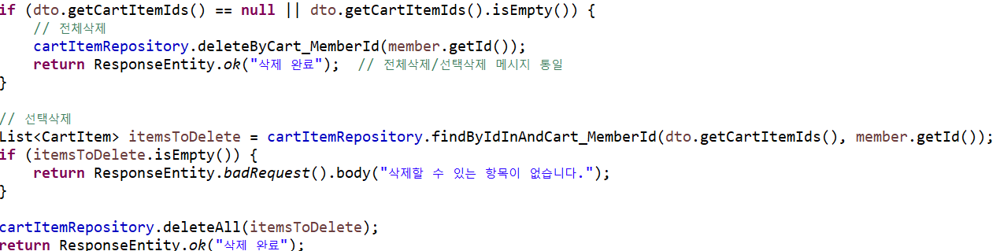 if (dto.getCartItemIds() == null || dto.getCartItemIds().isEmpty()) {
    // 전체삭제
    cartItemRepository.deleteByCart_MemberId(member.getId());
    return ResponseEntity.ok("삭제 완료");  // 전체삭제/선택삭제 메시지 통일
}

// 선택삭제
List<CartItem> itemsToDelete = cartItemRepository.findByIdInAndCart_MemberId(dto.getCartItemIds(), member.getId());
if (itemsToDelete.isEmpty()) {
    return ResponseEntity.badRequest().body("삭제할 수 있는 항목이 없습니다.");
}

cartItemRepository.deleteAll(itemsToDelete);
return ResponseEntity.ok("삭제 완료");